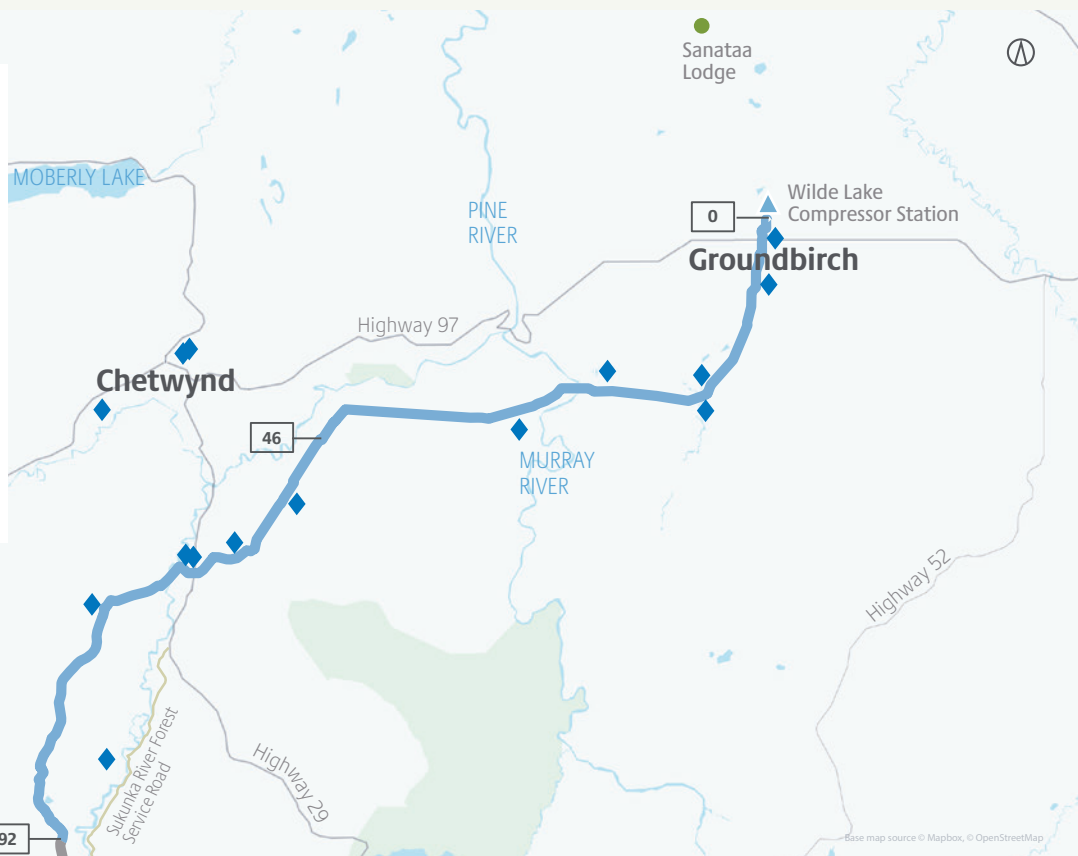 Sanataa
Lodge
MOBERLY LAKE
Wilde Lake
Compressor Station
PINE
RIVER
0
Groundbirch
Highway 97
Chetwynd
46
MURRAY
RIVER
Highway 52
Sukunka River Forest
Service Road
Highway 29
92
Base map source © Mapbox, © OpenStreetMap